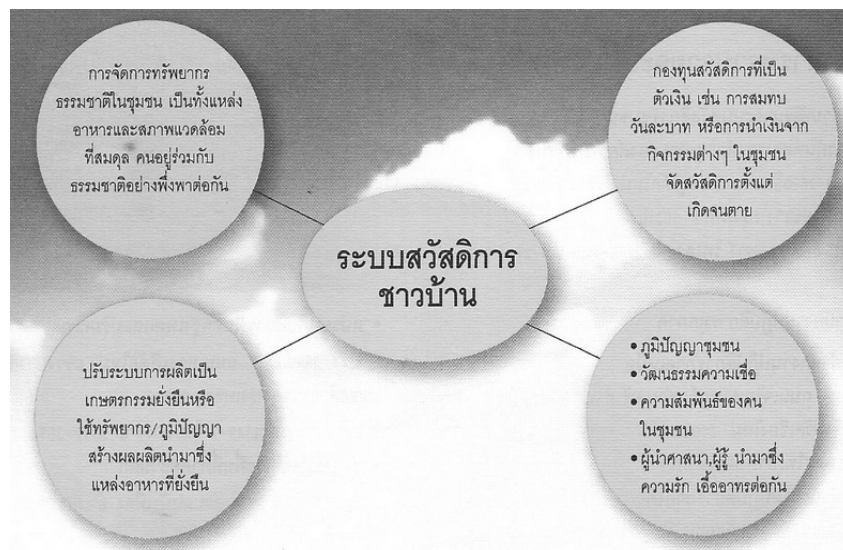 การจัดการทรัพยากร
ธรรมชาติในชุมชน เป็นทั้งแหล่ง
อาหารและสภาพแวดล้อม
ที่สมดุล คนอยู่ร่วมกับ
ธรรมชาติอย่างพึ่งพาต่อกัน
กองทุนสวัสดิการที่เป็น
ตัวเงิน เช่น การสมทบ
วันละบาท หรือการนำเงินจาก
กิจกรรมต่างๆ ในชุมชน
จัดสวัสดิการตั้งแต่
เกิดจนตาย
ระบบสวัสดิการ
ชาวบ้าน
ปรับระบบการผลิตเป็น
เกษตรกรรมยั่งยืนหรือ
ใช้ทรัพยากร/ภูมิปัญญา
สร้างผลผลิตนำมาซึ่ง
แหล่งอาหารที่ยั่งยืน
• ภูมิปัญญาชุมชน
• วัฒนธรรมความเชื่อ
• ความสัมพันธ์ของคน
ในชุมชน
• ผู้นำศาสนา,ผู้รู้ นำมาซึ่ง
ความรัก เอื้ออาทรต่อกัน